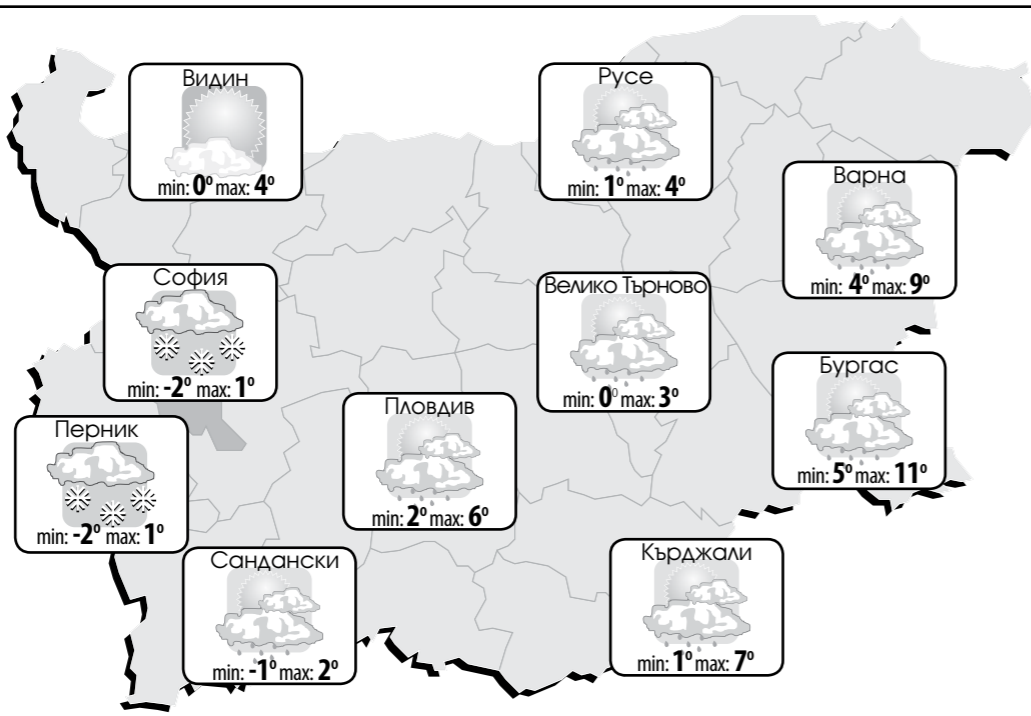 Видин
min: 0° max: 4°
Русе
min: 1° max: 4°
Варна
min: 4° max: 9°
София
min: -2° max: 1°
Велико Търново
min: 0° max: 3°
Бургас
min: 5° max: 11°
Пловдив
min: 2° max: 6°
Перник
min: -2° max: 1°
Сандански
min: -1° max: 2°
Кърджали
min: 1° max: 7°